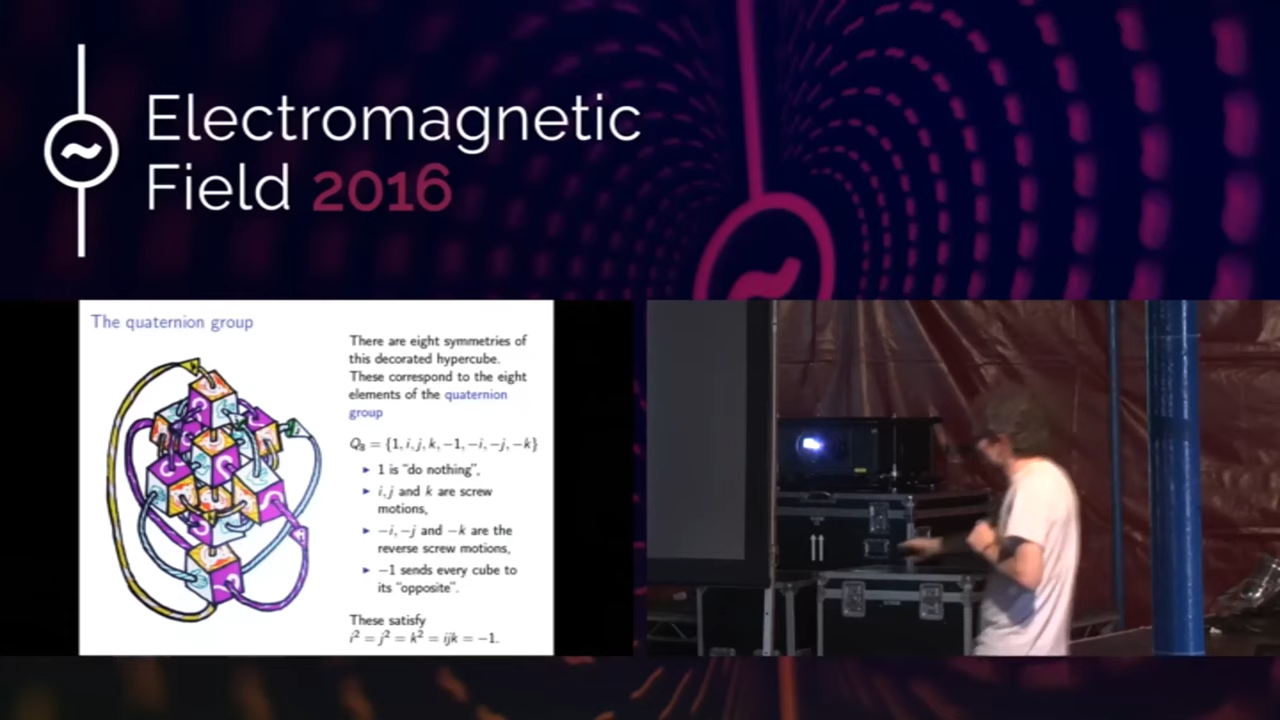 Electromagnetic
Field 2016
The quaternion group
There are eight symmetries of
this decorated hypercube.
These correspond to the eight
elements of the quaternion
group
Q₈ = {1, i, j, k, −1, −i, −j, −k}
▸ 1 is "do nothing",
▸ i, j and k are screw
motions,
▸ −i, −j and −k are the
reverse screw motions,
▸ −1 sends every cube to
its "opposite".
These satisfy
i² = j² = k² = ijk = −1.